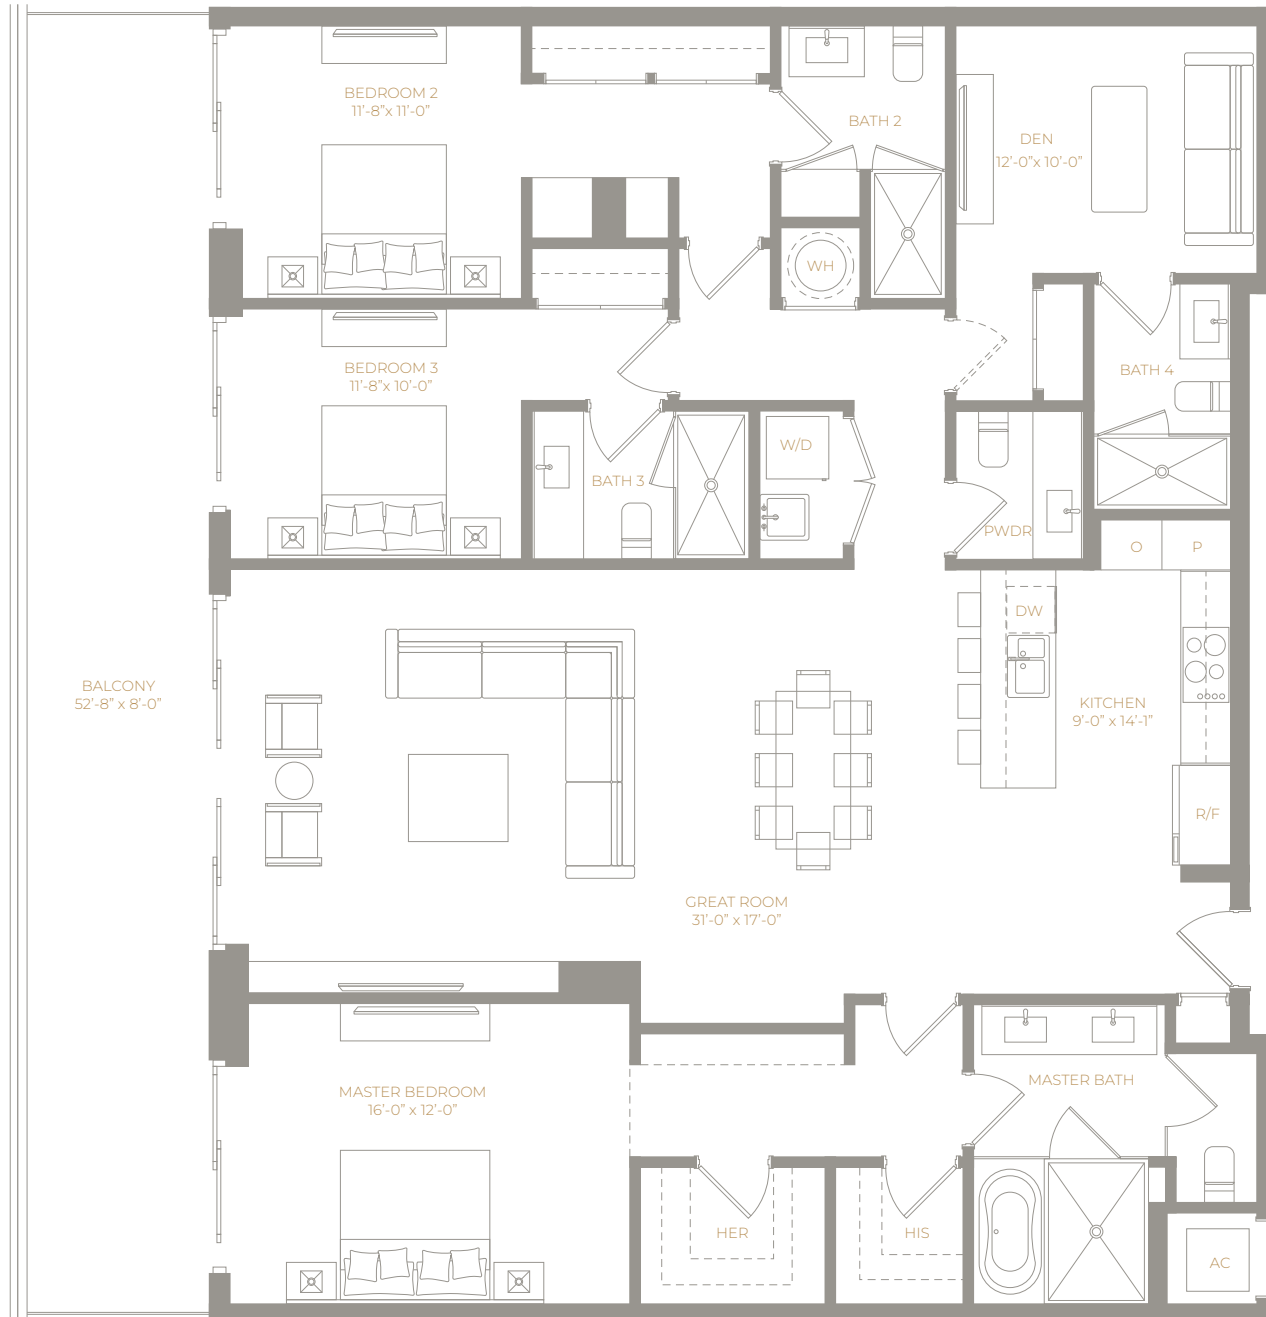 BEDROOM 2
11'-8"x 11'-0"
BATH 2
DEN
12'-0"x 10'-0"
WH
BEDROOM 3
11'-8"x 10'-0"
BATH 4
W/D
BATH 3
PWDR
O
P
DW
BALCONY
52'-8" x 8'-0"
KITCHEN
9'-0" x 14'-1"
R/F
GREAT ROOM
31'-0" x 17'-0"
MASTER BEDROOM
16'-0" x 12'-0"
MASTER BATH
HER
HIS
AC